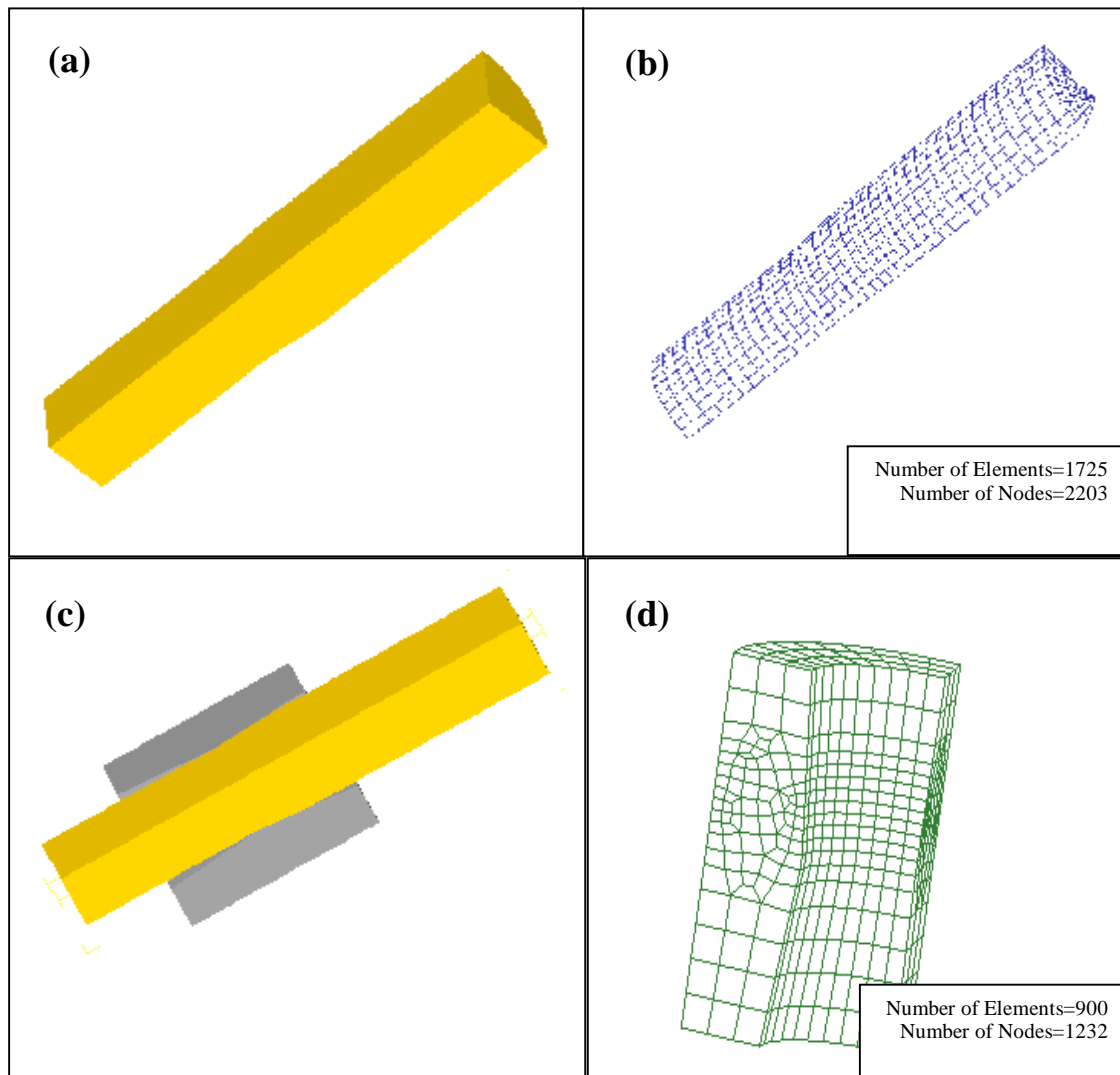 (a)
(b)
Number of Elements=1725
Number of Nodes=2203
(c)
(d)
Number of Elements=900
Number of Nodes=1232